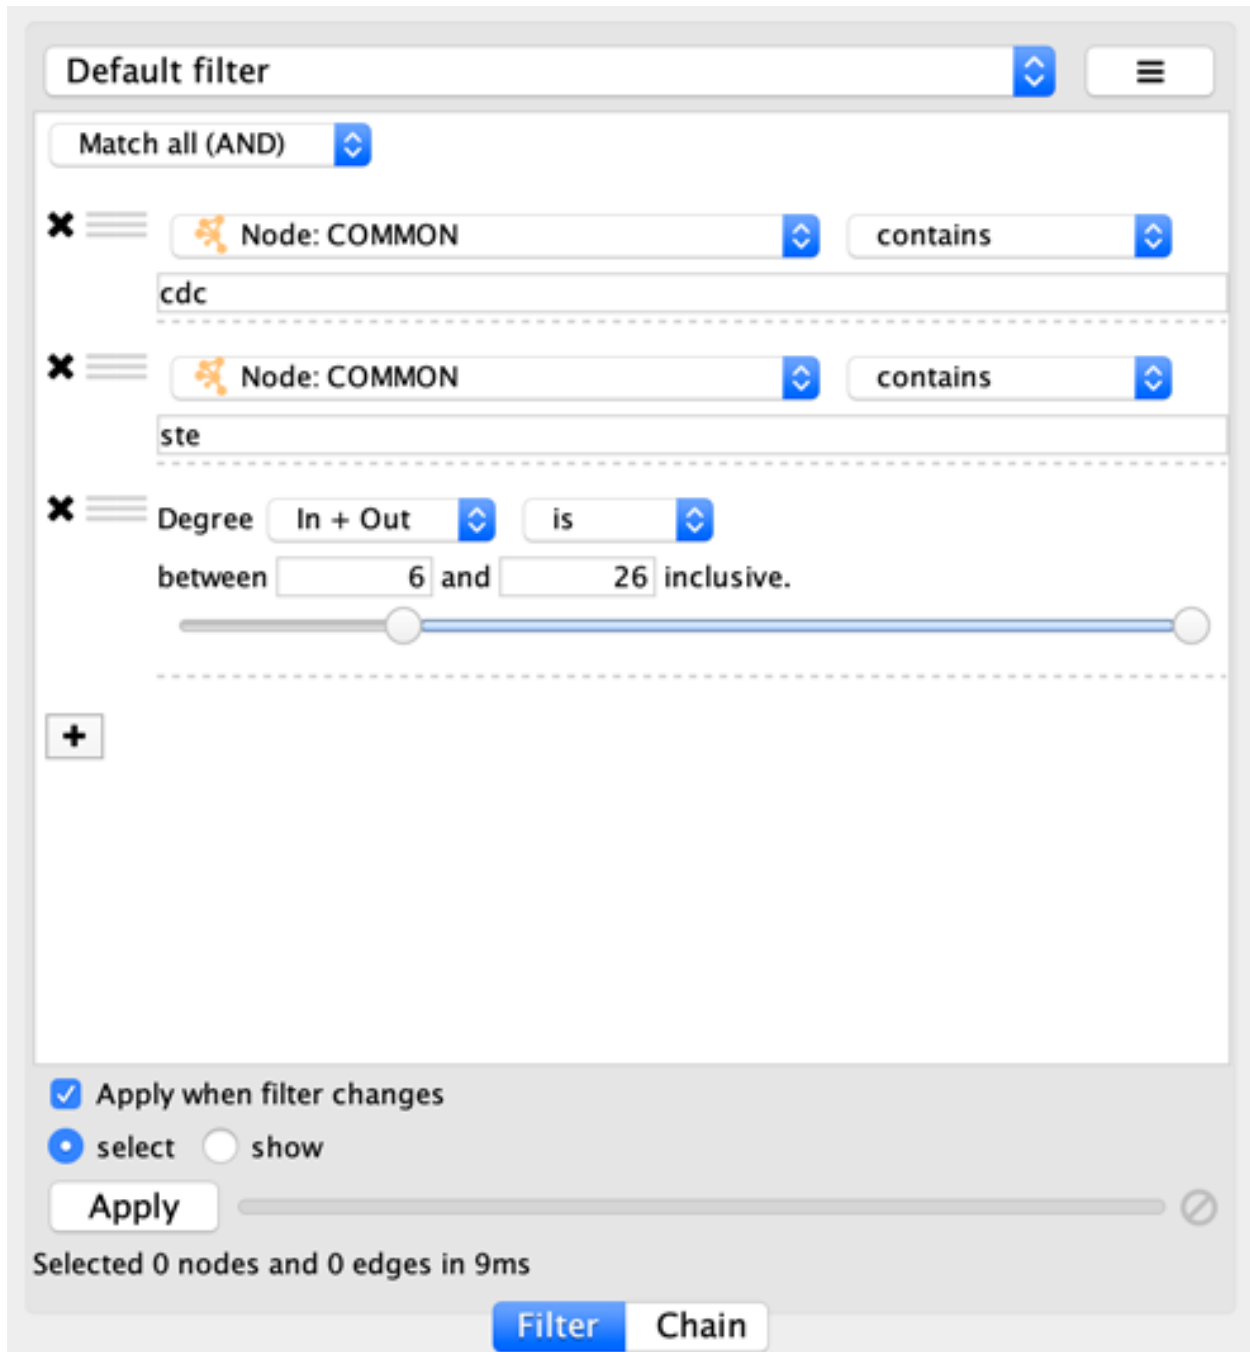 Default filter
Match all (AND)
Node: COMMON contains
cdc
Node: COMMON contains
ste
Degree In + Out is
between 6 and 26 inclusive.
Apply when filter changes
select show
Apply
Selected 0 nodes and 0 edges in 9ms
Filter Chain